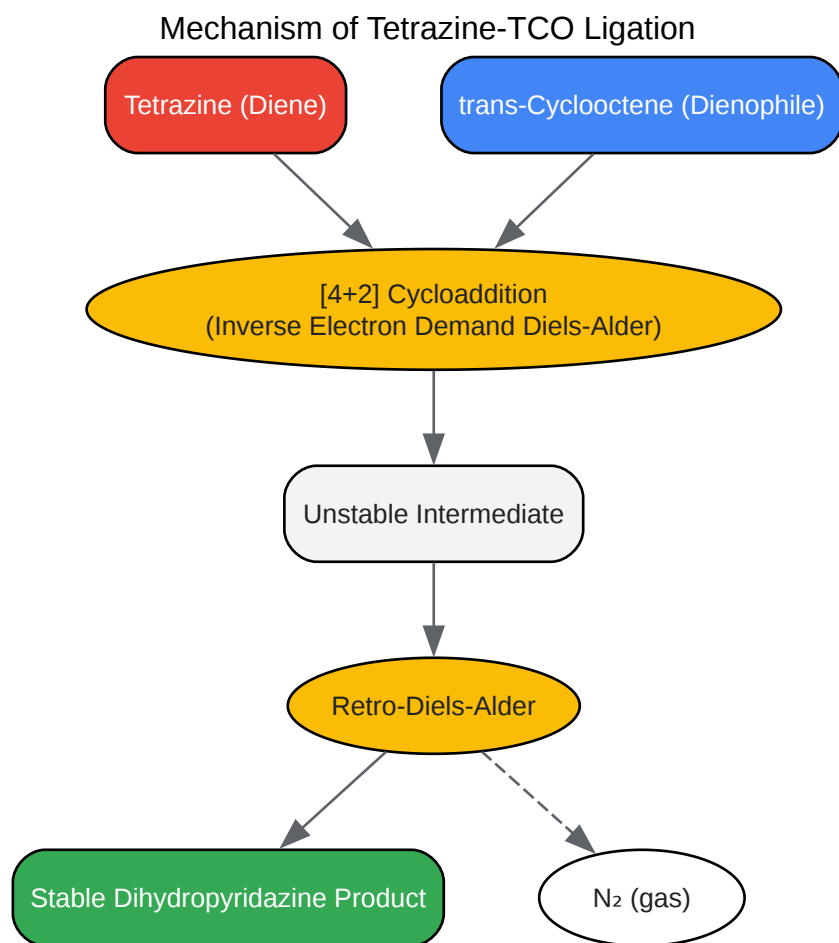 Mechanism of Tetrazine-TCO Ligation
Tetrazine (Diene)
trans-Cyclooctene (Dienophile)
[4+2] Cycloaddition
(Inverse Electron Demand Diels-Alder)
Unstable Intermediate
Retro-Diels-Alder
Stable Dihydropyridazine Product
N₂ (gas)